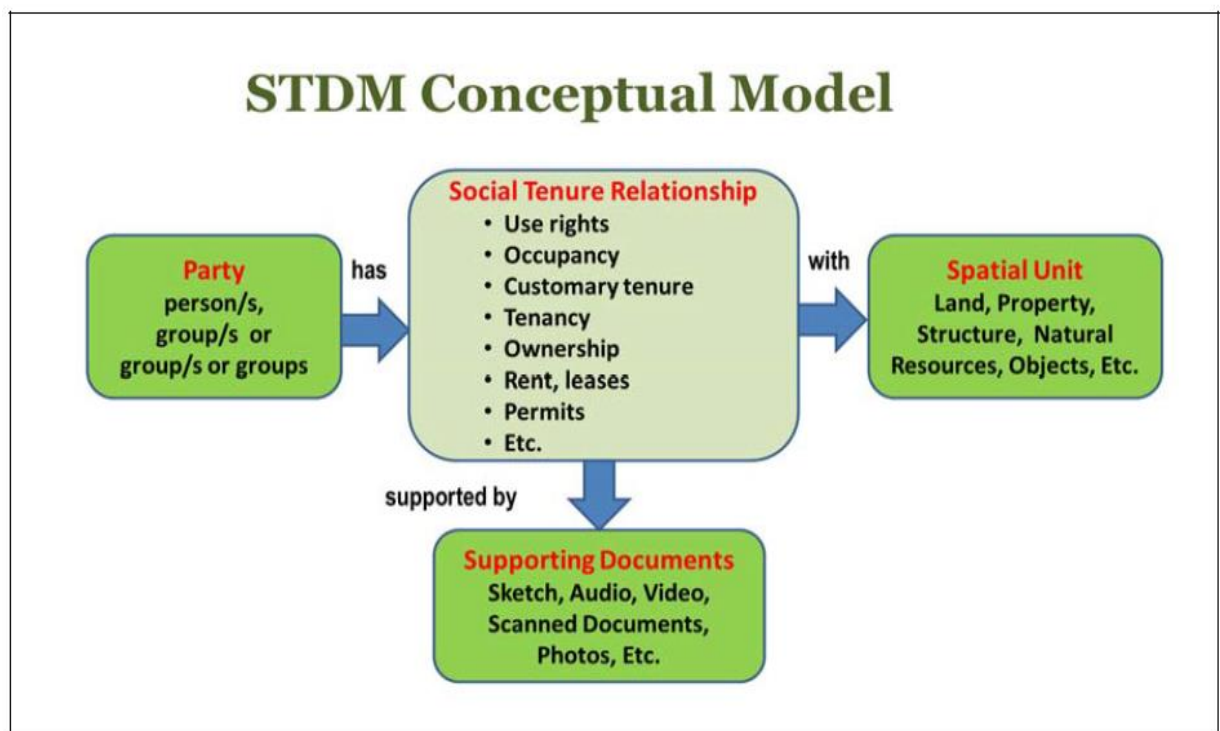 STDM Conceptual Model
Party
person/s,
group/s or
group/s or groups
has
Social Tenure Relationship
• Use rights
• Occupancy
• Customary tenure
• Tenancy
• Ownership
• Rent, leases
• Permits
• Etc.
with
Spatial Unit
Land, Property,
Structure, Natural
Resources, Objects, Etc.
supported by
Supporting Documents
Sketch, Audio, Video,
Scanned Documents,
Photos, Etc.